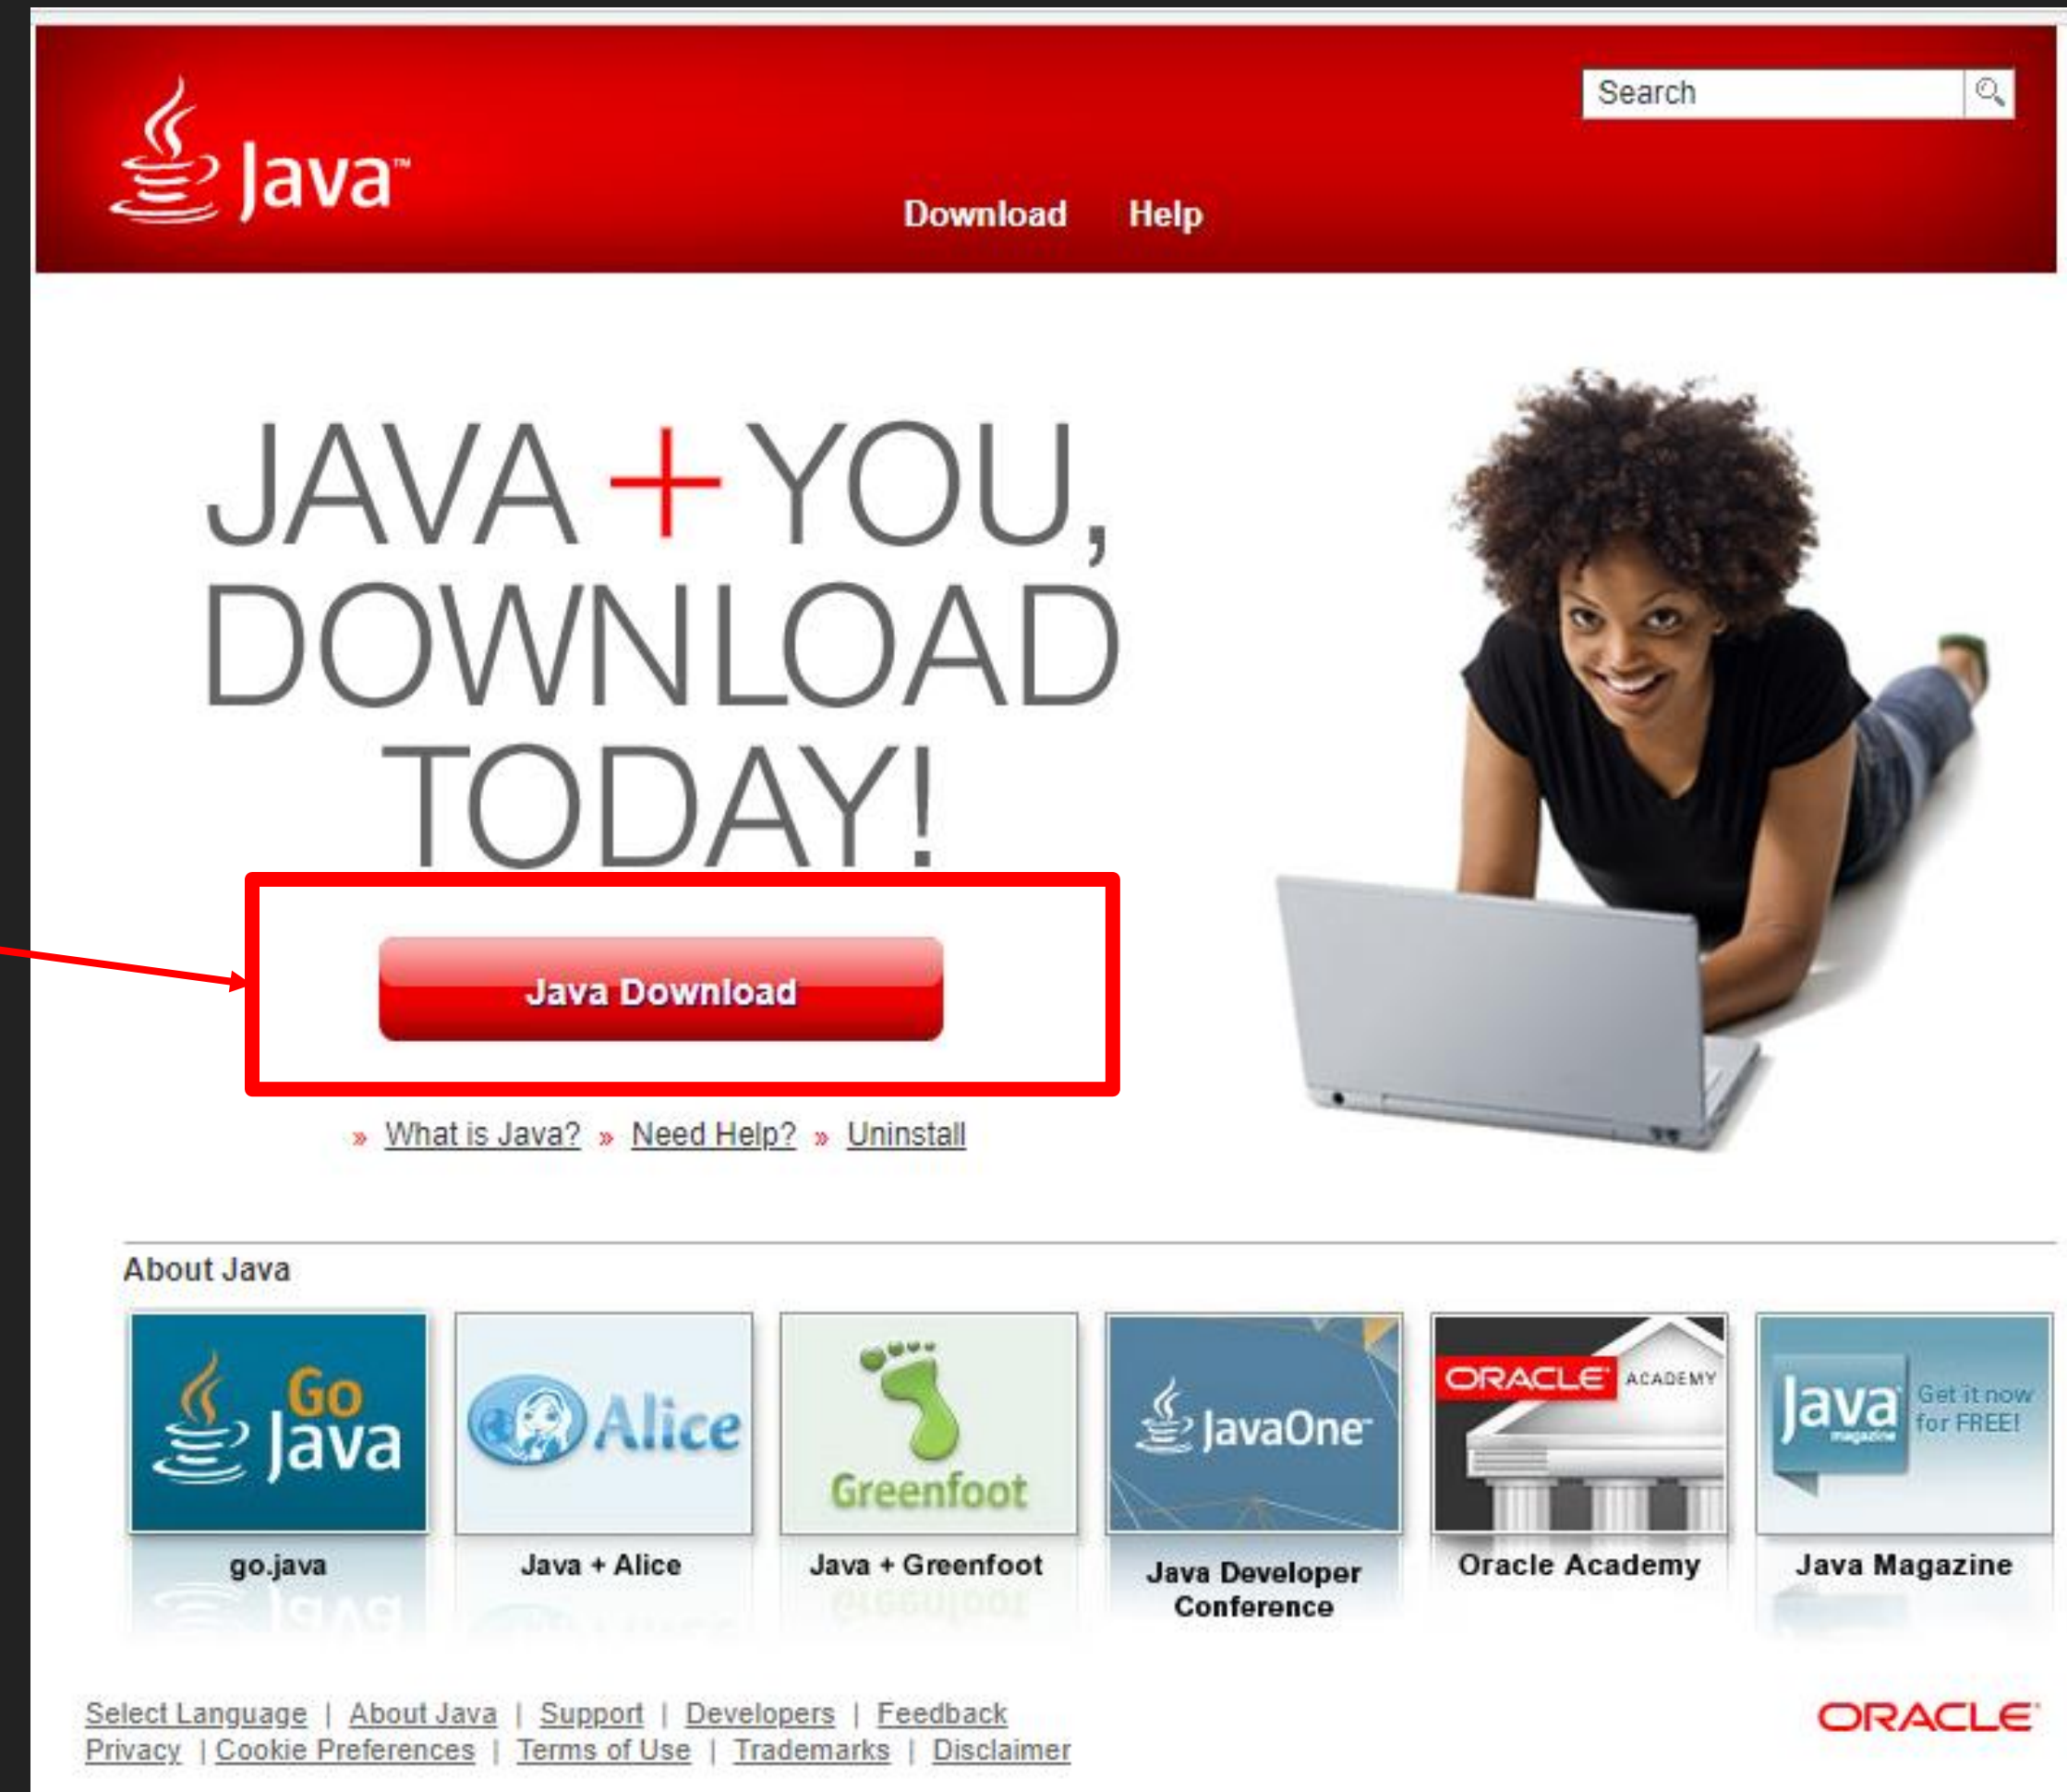 Search
Java™
Download Help
JAVA + YOU,
DOWNLOAD
TODAY!
Java Download
» What is Java? » Need Help? » Uninstall
About Java
Go
Java
Alice
Greenfoot
JavaOne™
ORACLE® ACADEMY
Java
magazine
Get it now
for FREE!
go.java
Java + Alice
Java + Greenfoot
Java Developer
Conference
Oracle Academy
Java Magazine
Select Language | About Java | Support | Developers | Feedback
Privacy | Cookie Preferences | Terms of Use | Trademarks | Disclaimer
ORACLE®